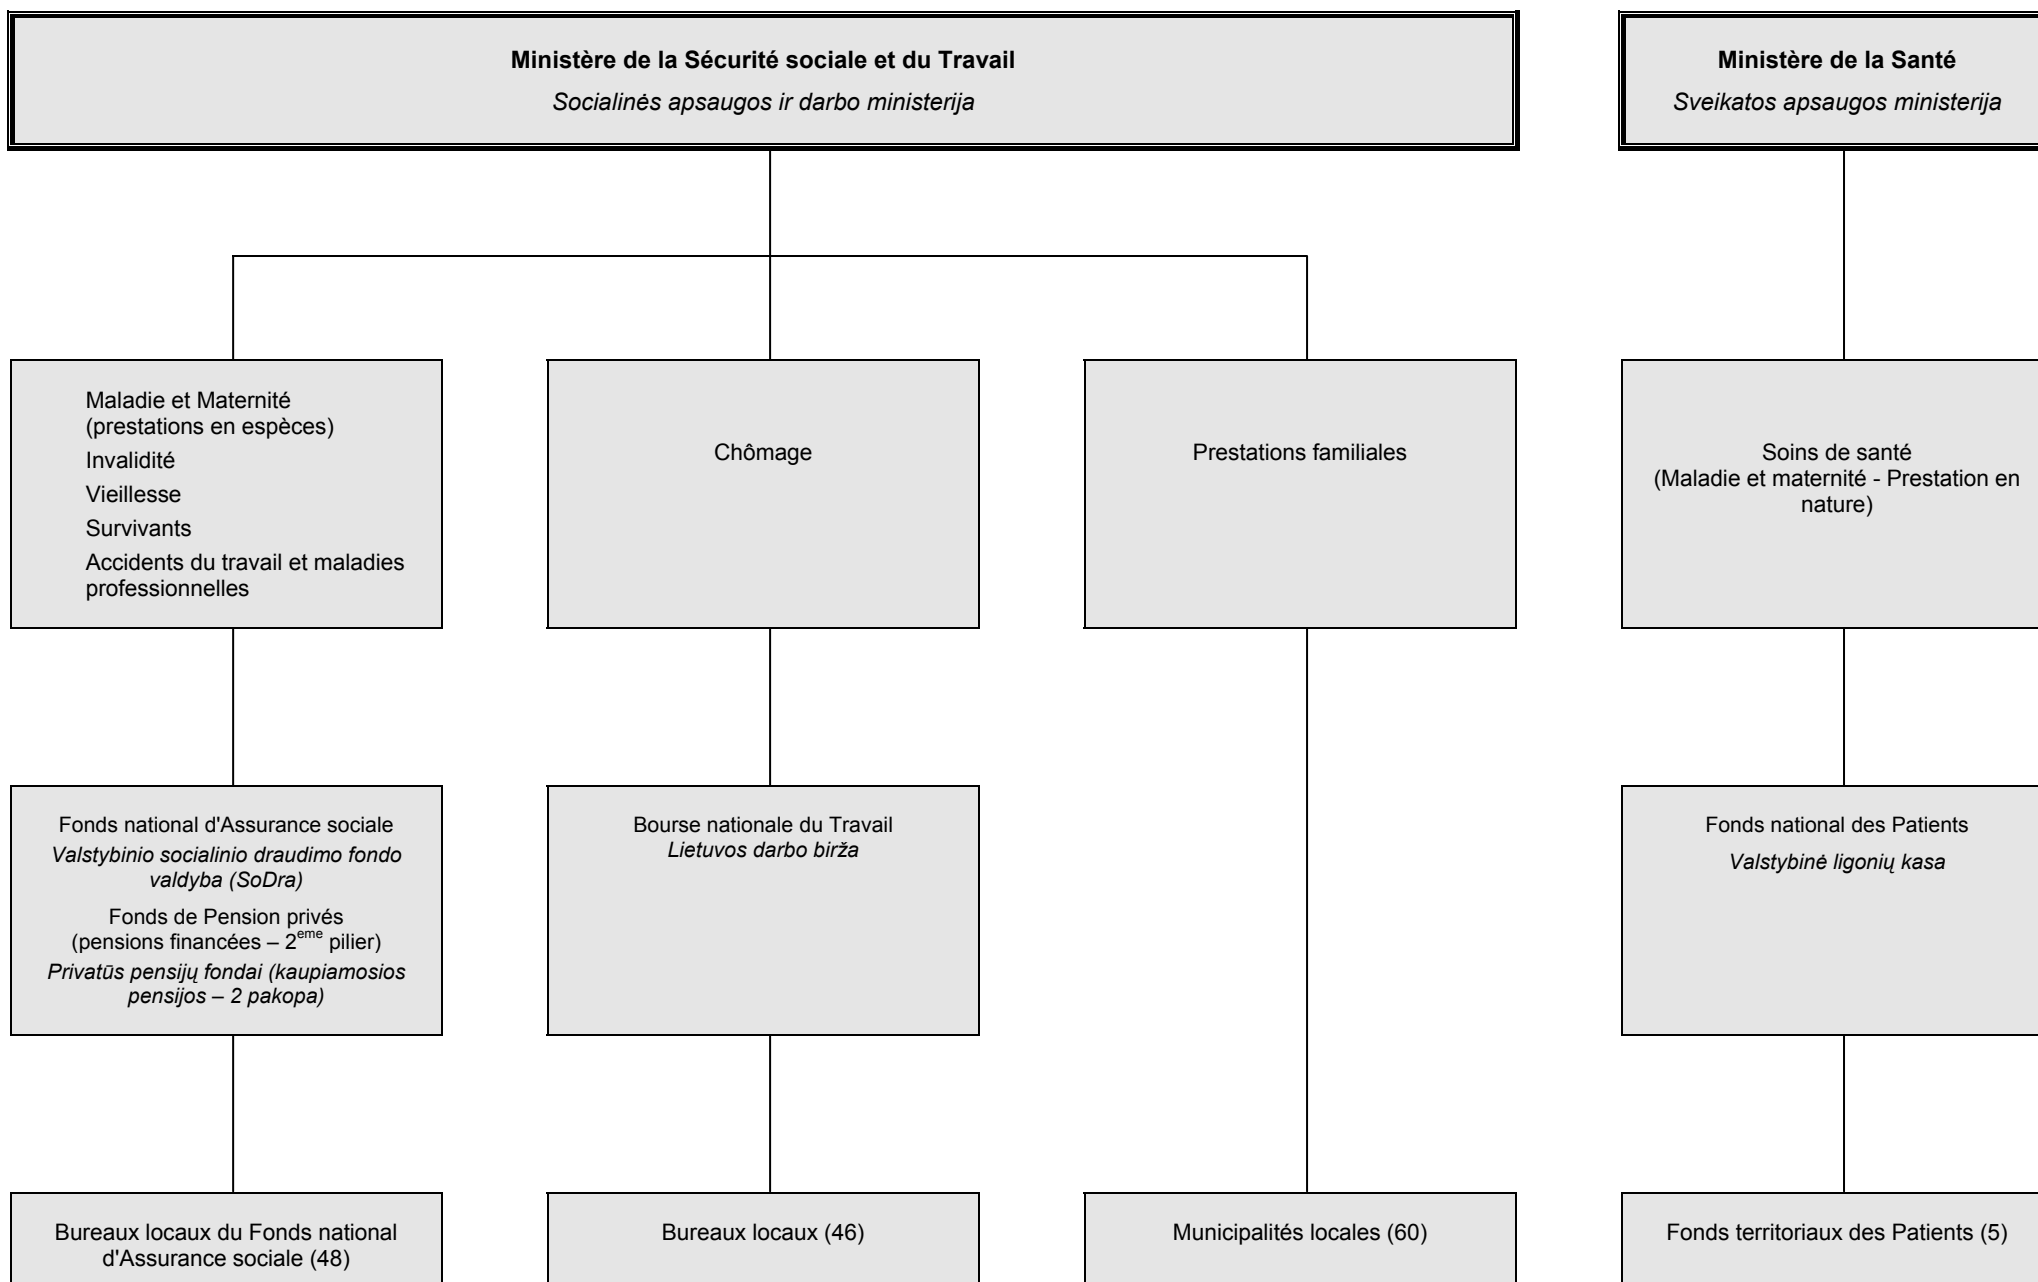 Ministère de la Sécurité sociale et du Travail
Socialinės apsaugos ir darbo ministerija
Ministère de la Santé
Sveikatos apsaugos ministerija
Maladie et Maternité
(prestations en espèces)
Invalidité
Vieillesse
Survivants
Accidents du travail et maladies
professionnelles
Chômage
Prestations familiales
Soins de santé
(Maladie et maternité - Prestation en
nature)
Fonds national d'Assurance sociale
Valstybinio socialinio draudimo fondo
valdyba (SoDra)
Fonds de Pension privés
(pensions financées – 2eme pilier)
Privatūs pensijų fondai (kaupiamosios
pensijos – 2 pakopa)
Bourse nationale du Travail
Lietuvos darbo birža
Fonds national des Patients
Valstybinė ligonių kasa
Bureaux locaux du Fonds national
d'Assurance sociale (48)
Bureaux locaux (46)
Municipalités locales (60)
Fonds territoriaux des Patients (5)